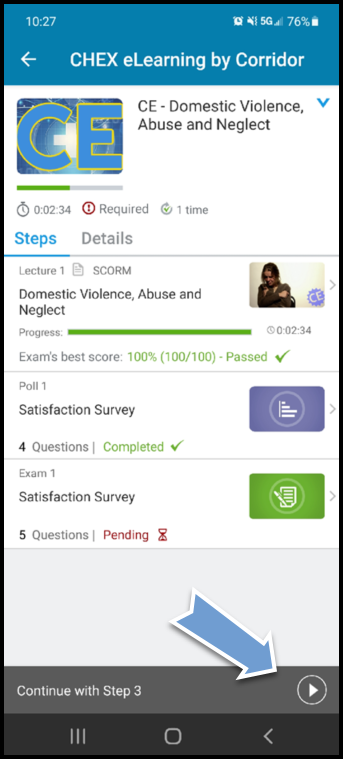 10:27
5G 76%
CHEX eLearning by Corridor
CE
CE - Domestic Violence,
Abuse and Neglect
0:02:34 Required 1 time
Steps Details
Lecture 1 SCORM
Domestic Violence, Abuse and
Neglect
CE
Progress: 0:02:34
Exam's best score: 100% (100/100) - Passed
Poll 1
Satisfaction Survey
4 Questions | Completed
Exam 1
Satisfaction Survey
5 Questions | Pending
Continue with Step 3